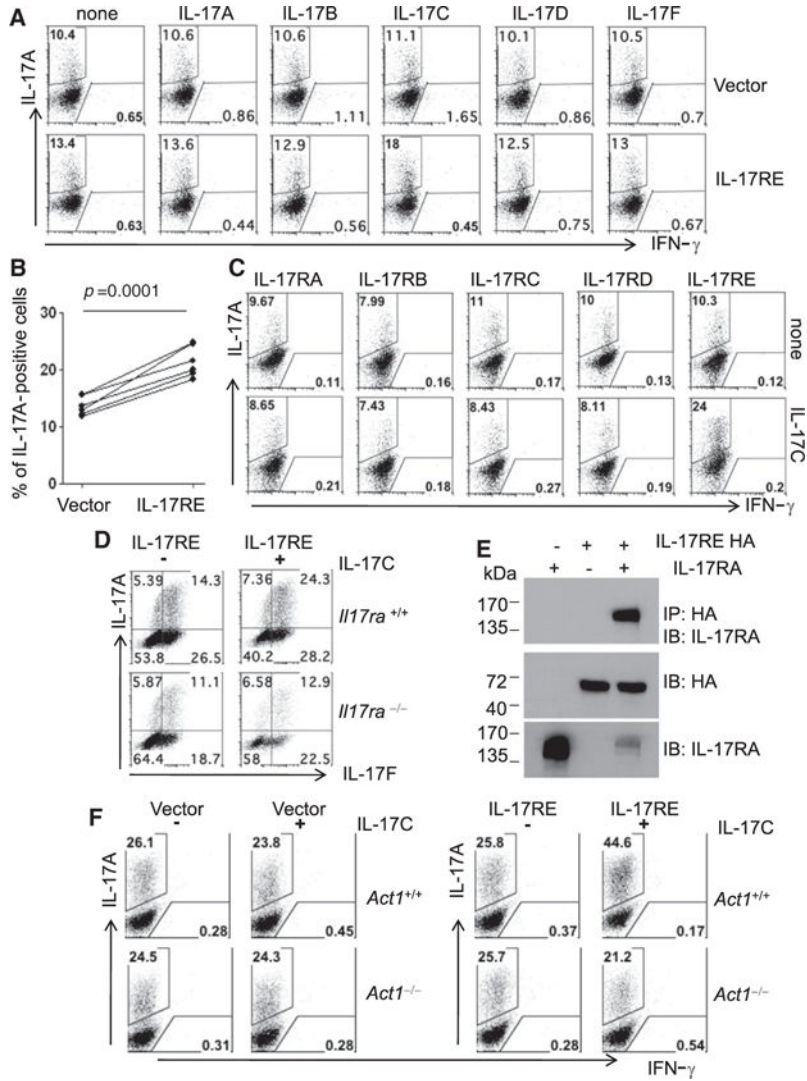 A
none IL-17A IL-17B IL-17C IL-17D IL-17F
IL-17A
10.4 10.6 10.6 11.1 10.1 10.5
Vector
0.65 0.86 1.11 1.65 0.86 0.7
13.4 13.6 12.9 18 12.5 13
IL-17RE
0.63 0.44 0.56 0.45 0.75 0.67
IFN-γ
B
p=0.0001
% of IL-17A-positive cells
30
20
10
0
Vector IL-17RE
C
IL-17RA IL-17RB IL-17RC IL-17RD IL-17RE
IL-17A
9.67 7.99 11 10 10.3
none
0.11 0.16 0.17 0.13 0.12
8.65 7.43 8.43 8.11 24
IL-17C
0.21 0.18 0.27 0.19 0.2
IFN-γ
D
IL-17RE IL-17RE
- + IL-17C
IL-17A
5.39 14.3 7.36 24.3
Il17ra +/+
53.8 26.5 40.2 28.2
5.87 11.1 6.58 12.9
Il17ra -/-
64.4 18.7 58 22.5
IL-17F
E
- + + IL-17RE HA
+ - + IL-17RA
kDa
170
135
IP: HA
IB: IL-17RA
72
40
IB: HA
170
135
IB: IL-17RA
F
Vector Vector IL-17RE IL-17RE
- + IL-17C - + IL-17C
IL-17A IL-17A
26.1 23.8 25.8 44.6
Act1+/+ Act1+/+
0.28 0.45 0.37 0.17
24.5 24.3 25.7 21.2
Act1-/- Act1-/-
0.31 0.28 0.28 0.54
IFN-γ